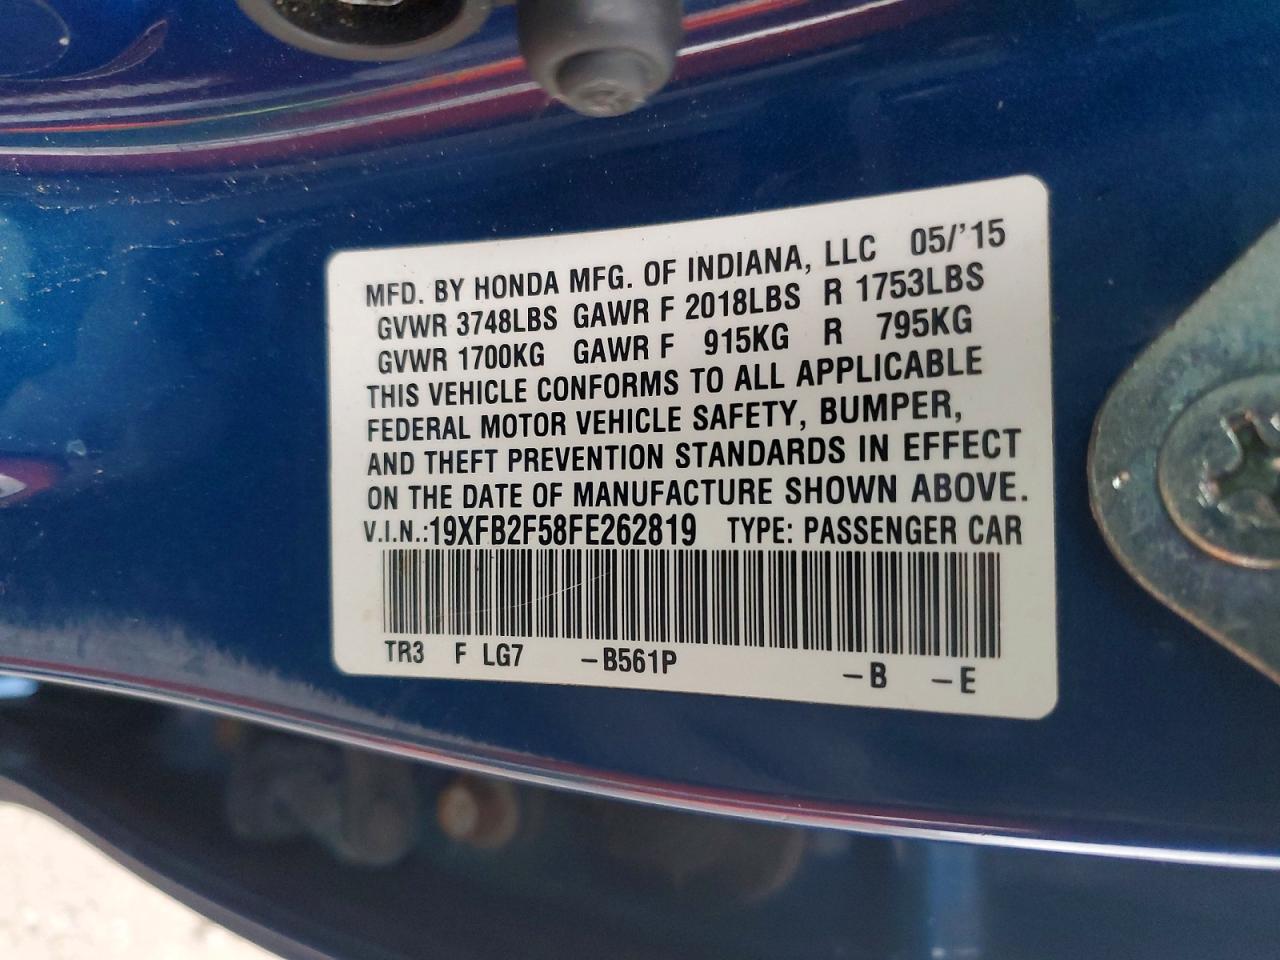 MFD. BY HONDA MFG. OF INDIANA, LLC 05/'15
GVWR 3748LBS GAWR F 2018LBS R 1753LBS
GVWR 1700KG GAWR F 915KG R 795KG
THIS VEHICLE CONFORMS TO ALL APPLICABLE
FEDERAL MOTOR VEHICLE SAFETY, BUMPER,
AND THEFT PREVENTION STANDARDS IN EFFECT
ON THE DATE OF MANUFACTURE SHOWN ABOVE.
V.I.N.:19XFB2F58FE262819 TYPE: PASSENGER CAR
TR3 F LG7 -B561P -B -E